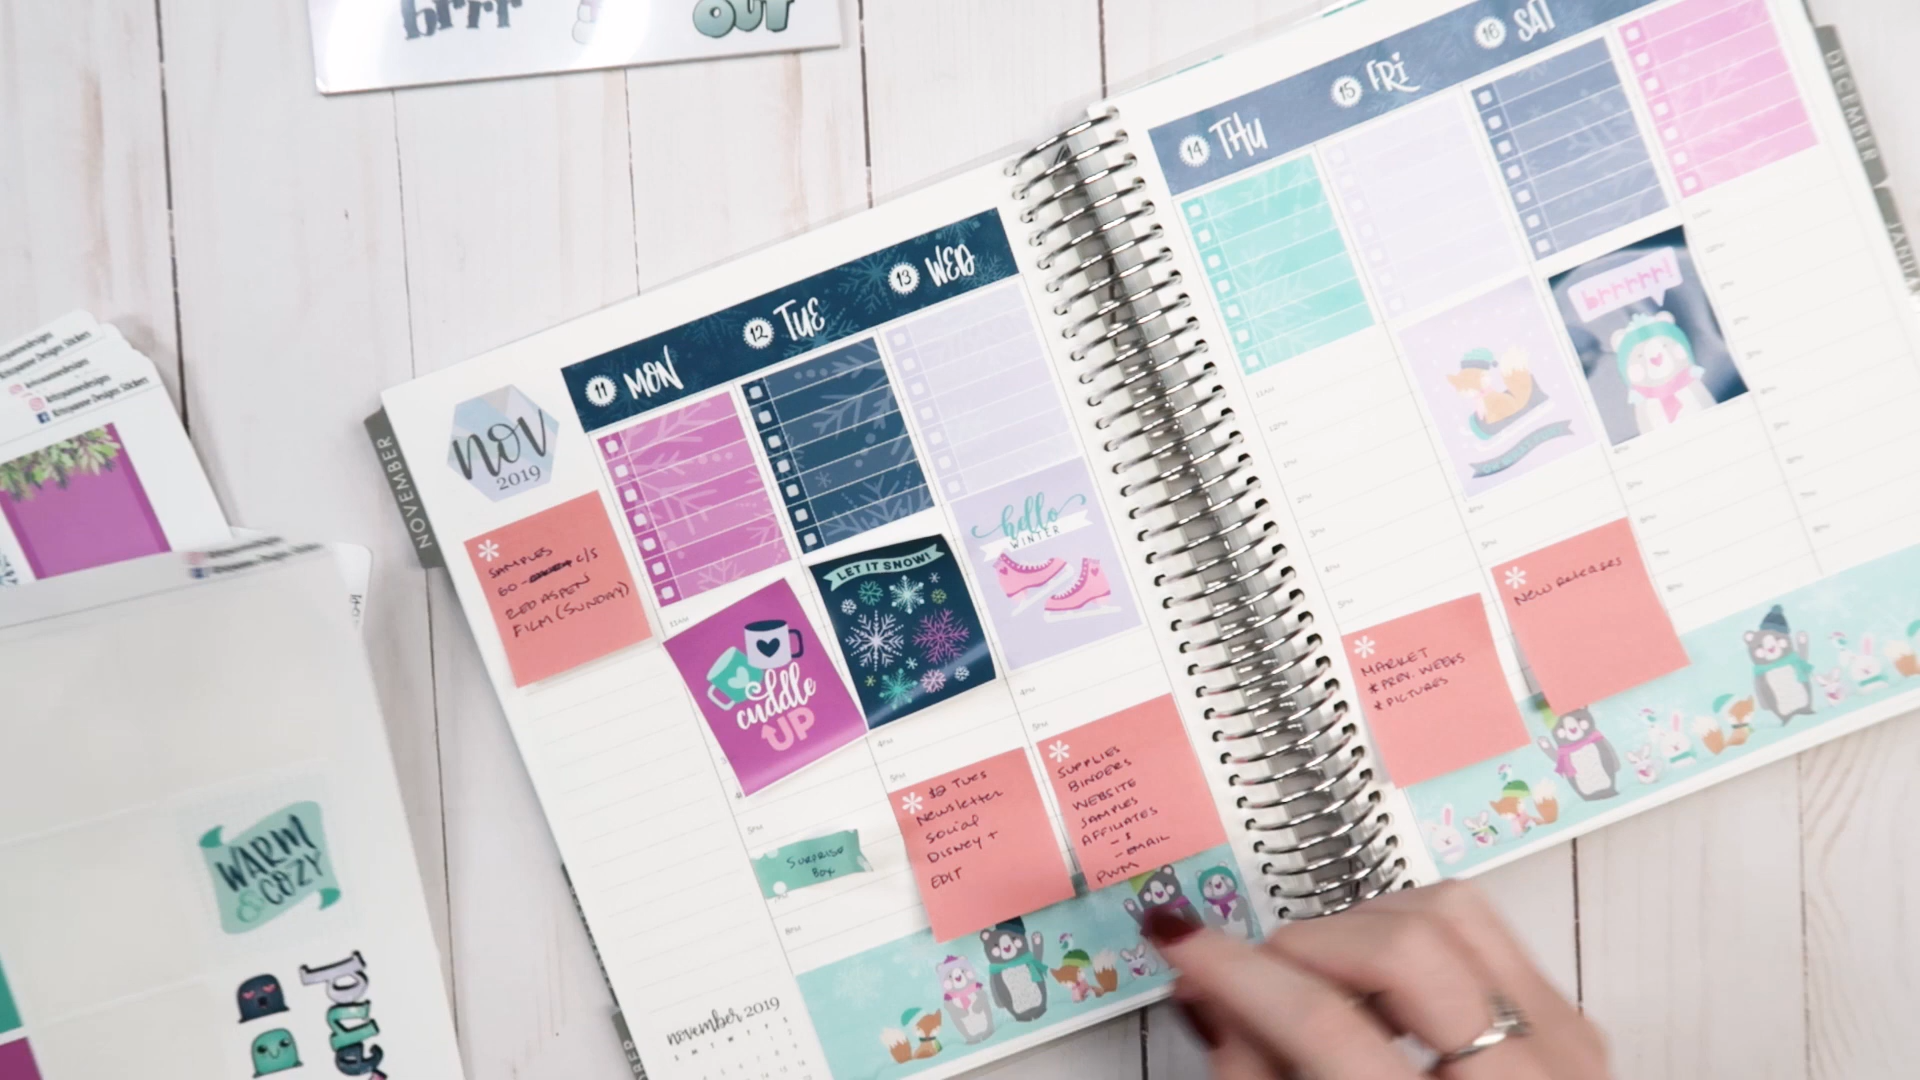 brrr
OUT
DECEMBER
NOVEMBER
nov
2019
11 MON
12 TUE
13 WED
14 THU
15 FRI
16 SAT
* SAMPLES
60 - c/s
RED ASPEN
FILM (SUNDAY)
cuddle
UP
LET IT SNOW!
hello
WINTER
brrrrr!
SURPRISE
BOX
* $2 TUES
Newsletter
SOCIAL
DISNEY +
EDIT
* SUPPLIES
BINDERS
WEBSITE
SAMPLES
AFFILIATES
- EMAIL
PWM
* MARKET
* PREV. WEEKS
* PICTURES
* NEW RELEASES
WARM
& COZY
november 2019
S M T W T F S